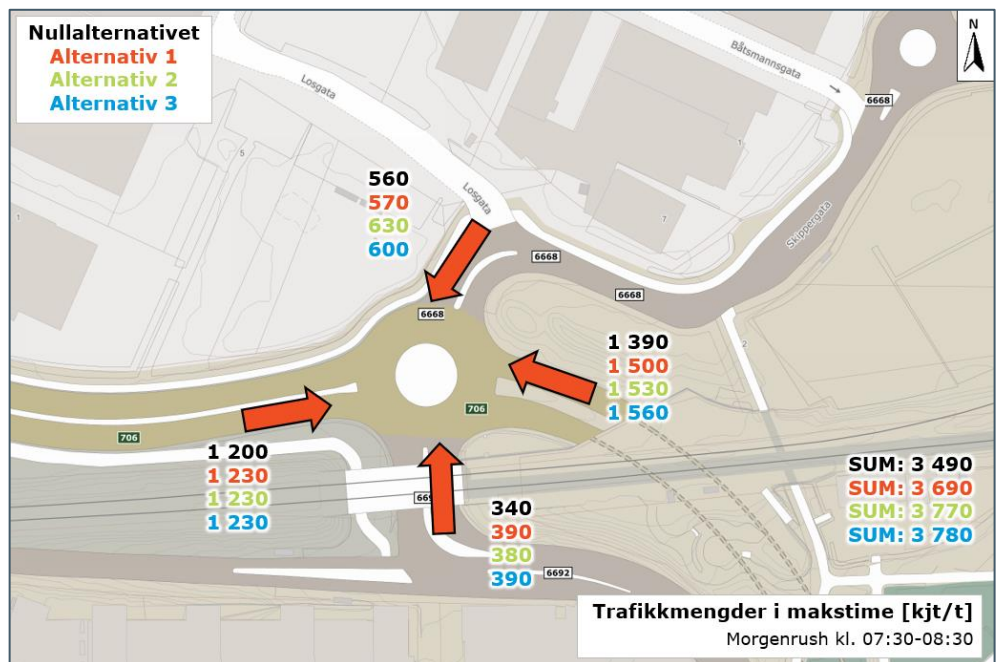 Nullalternativet
Alternativ 1
Alternativ 2
Alternativ 3
N
Båtsmannsgata
6668
Losgata
5
1
1
560
570
630
600
Losgata
1
Skippergata
6668
6668
6668
2
1 390
1 500
1 530
1 560
706
706
1 200
1 230
1 230
1 230
340
390
380
390
6692
SUM: 3 490
SUM: 3 690
SUM: 3 770
SUM: 3 780
Trafikkmengder i makstime [kjt/t]
Morgenrush kl. 07:30-08:30